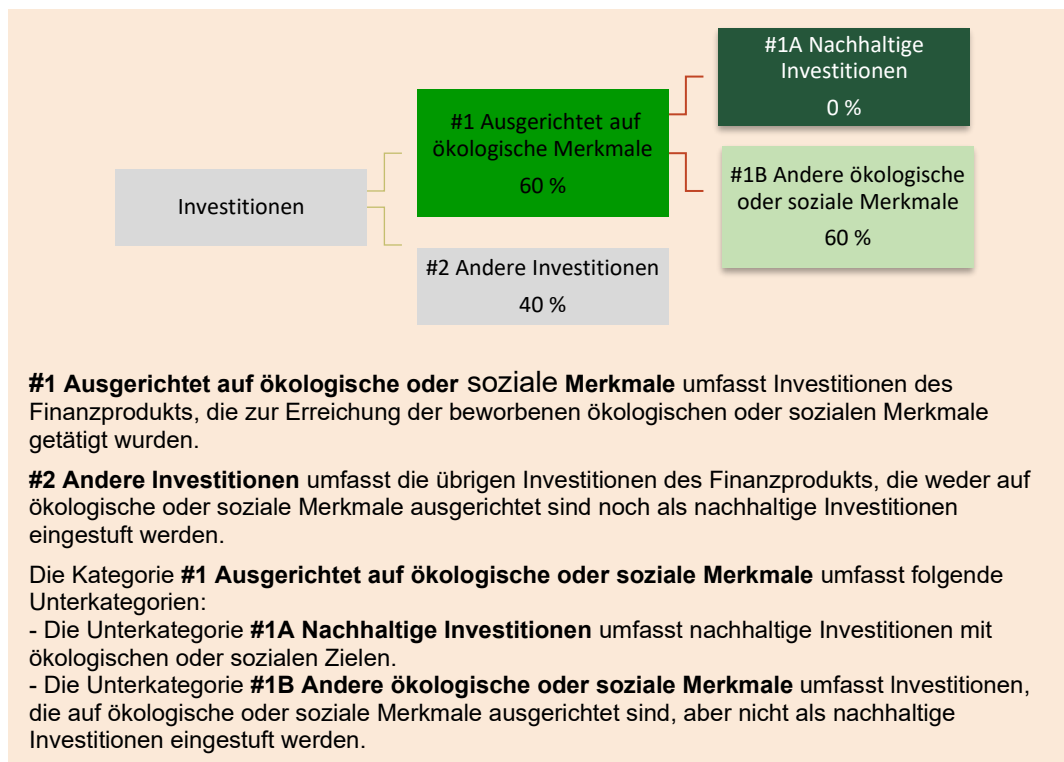 #1A Nachhaltige
Investitionen
0 %
#1 Ausgerichtet auf
ökologische Merkmale
60 %
#1B Andere ökologische
oder soziale Merkmale
60 %
Investitionen
#2 Andere Investitionen
40 %
#1 Ausgerichtet auf ökologische oder soziale Merkmale umfasst Investitionen des
Finanzprodukts, die zur Erreichung der beworbenen ökologischen oder sozialen Merkmale
getätigt wurden.
#2 Andere Investitionen umfasst die übrigen Investitionen des Finanzprodukts, die weder auf
ökologische oder soziale Merkmale ausgerichtet sind noch als nachhaltige Investitionen
eingestuft werden.
Die Kategorie #1 Ausgerichtet auf ökologische oder soziale Merkmale umfasst folgende
Unterkategorien:
- Die Unterkategorie #1A Nachhaltige Investitionen umfasst nachhaltige Investitionen mit
ökologischen oder sozialen Zielen.
- Die Unterkategorie #1B Andere ökologische oder soziale Merkmale umfasst Investitionen,
die auf ökologische oder soziale Merkmale ausgerichtet sind, aber nicht als nachhaltige
Investitionen eingestuft werden.